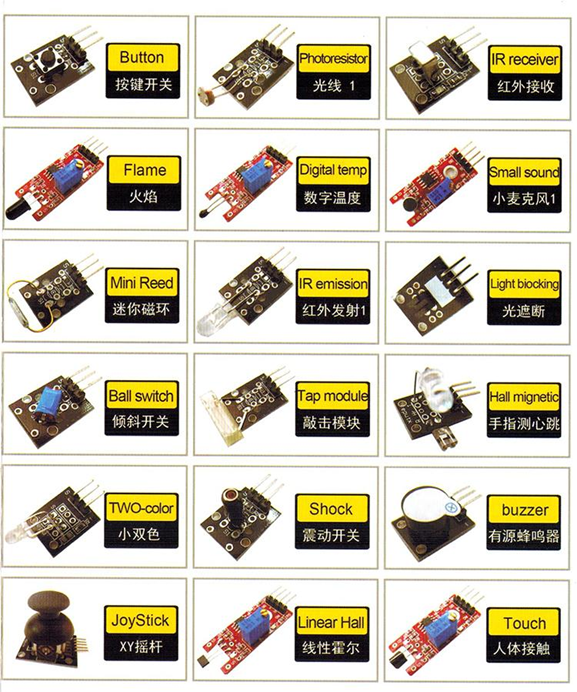 Button
按键开关
Photoresistor
光线 1
IR receiver
红外接收
Flame
火焰
Digital temp
数字温度
Small sound
小麦克风1
Mini Reed
迷你磁环
IR emission
红外发射1
Light biocking
光遮断
Ball switch
倾斜开关
Tap module
敲击模块
Hall mignetic
手指测心跳
TWO-color
小双色
Shock
震动开关
buzzer
有源蜂鸣器
JoyStick
XY摇杆
Linear Hall
线性霍尔
Touch
人体接触